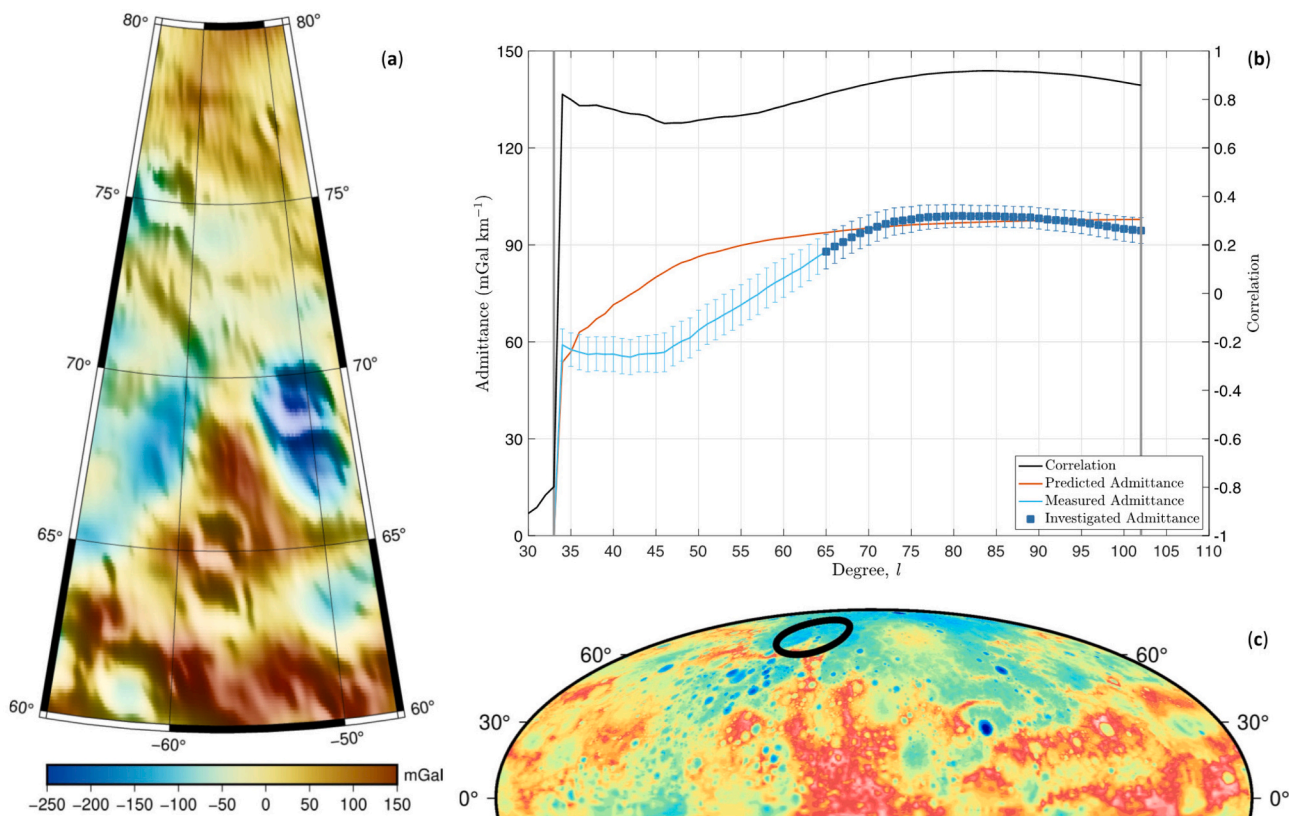 80°
80°
(a)
75°
75°
70°
70°
65°
65°
60°
60°
−60°
−50°
mGal
−250 −200 −150 −100 −50 0 50 100 150
(b)
150
120
90
60
30
0
Admittance (mGal km−1)
1
0.8
0.6
0.4
0.2
0
-0.2
-0.4
-0.6
-0.8
-1
Correlation
Correlation
Predicted Admittance
Measured Admittance
Investigated Admittance
30 35 40 45 50 55 60 65 70 75 80 85 90 95 100 105 110
Degree, l
(c)
60°
60°
30°
30°
0°
0°